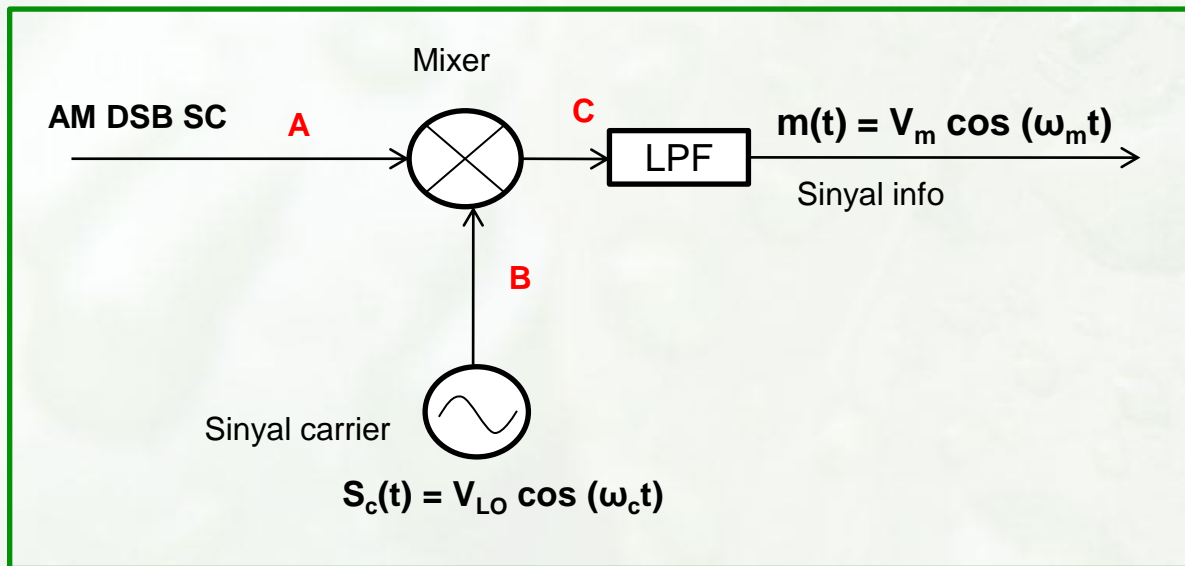 Mixer
AM DSB SC
A
C
LPF
m(t) = Vm cos (ωmt)
Sinyal info
B
Sinyal carrier
Sc(t) = VLO cos (ωct)